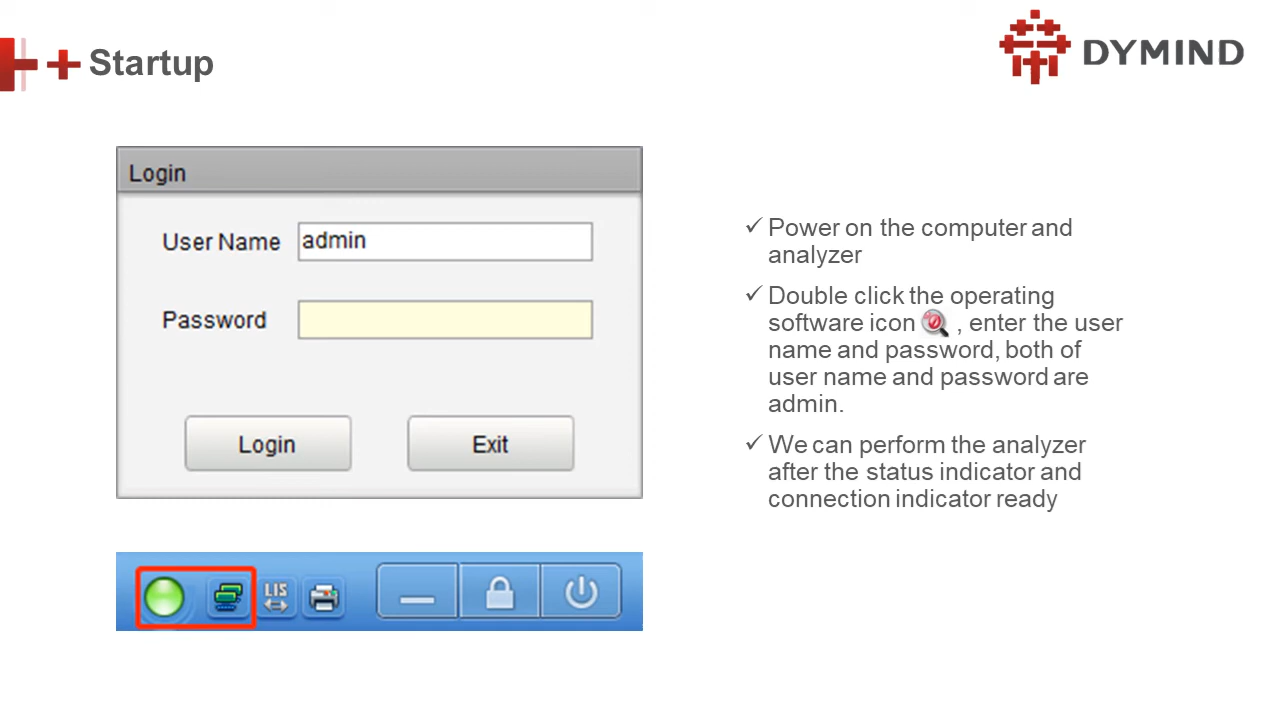 Startup
DYMIND
Login
User Name
admin
Password
Login
Exit
LIS
Power on the computer and
analyzer
Double click the operating
software icon , enter the user
name and password, both of
user name and password are
admin.
We can perform the analyzer
after the status indicator and
connection indicator ready